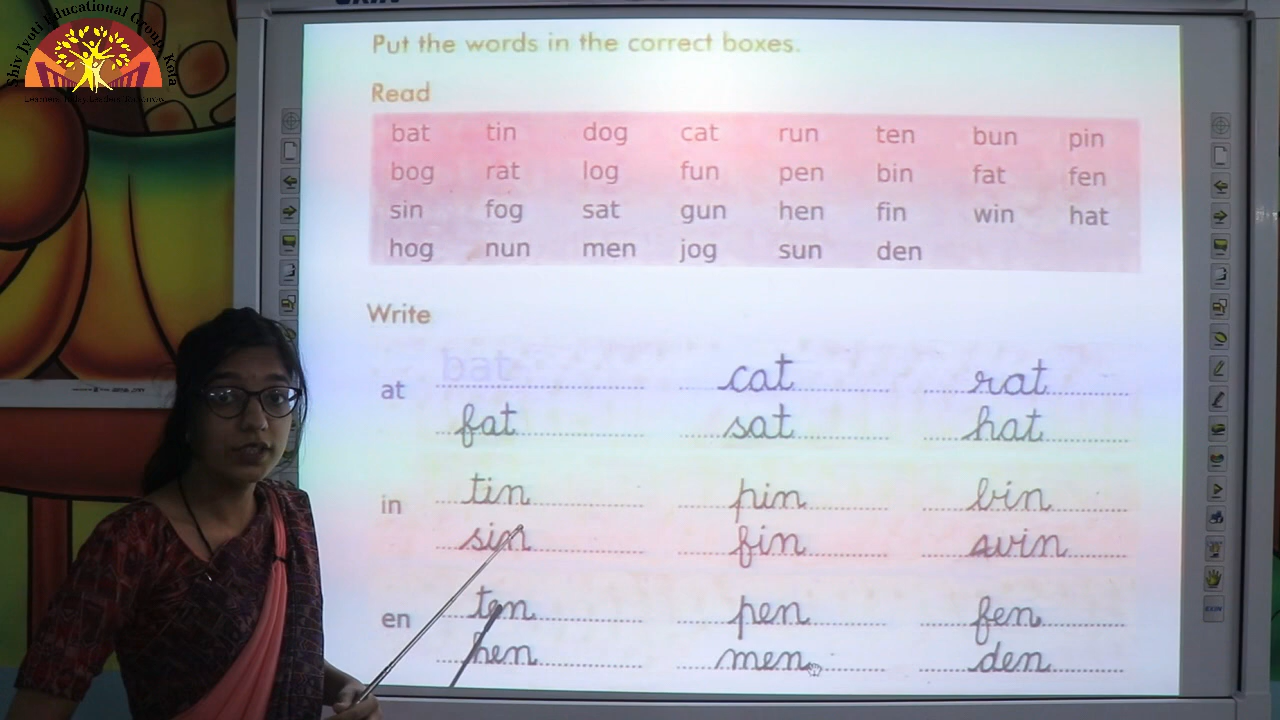 Shiv Jyoti Educational Group, Kota
Put the words in the correct boxes.
Read
bat tin dog cat run ten bun pin
bog rat log fun pen bin fat fen
sin fog sat gun hen fin win hat
hog nun men jog sun den
Write
at bat cat rat
fat sat hat
in tin pin bin
sin fin win
en ten pen fen
hen men den